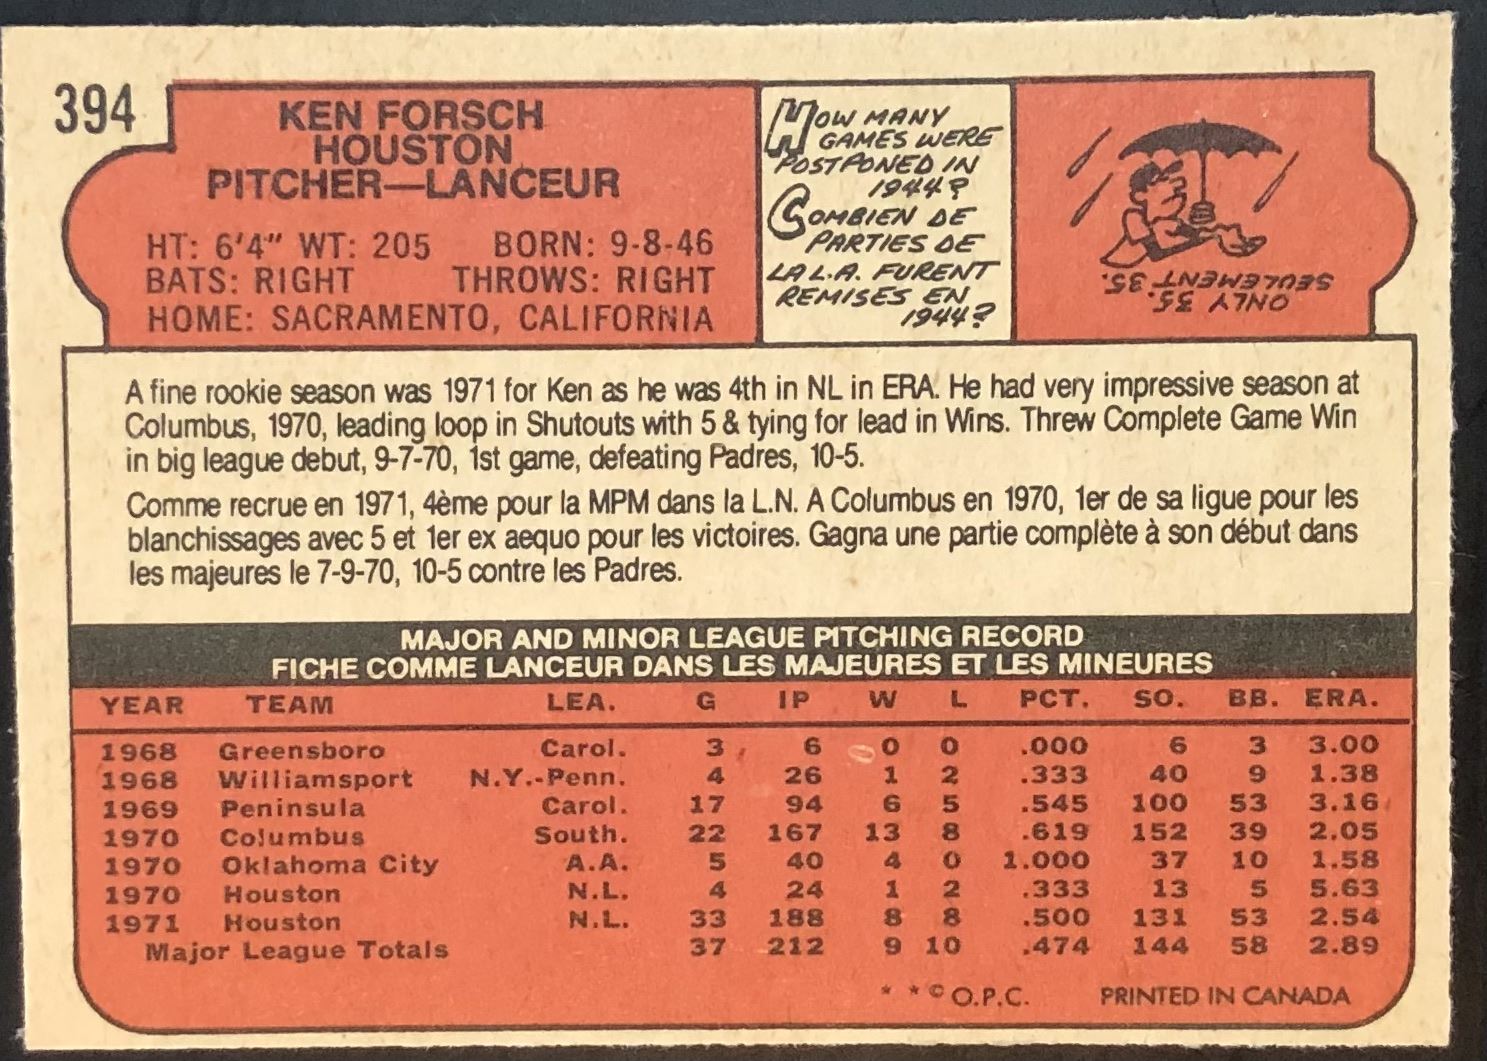 394
KEN FORSCH
HOUSTON
PITCHER—LANCEUR
HT: 6'4" WT: 205 BORN: 9-8-46
BATS: RIGHT THROWS: RIGHT
HOME: SACRAMENTO, CALIFORNIA
HOW MANY
GAMES WERE
POSTPONED IN
1944?
COMBIEN DE
PARTIES DE
LA L.A. FURENT
REMISES EN
1944?
ONLY 35.
SEULEMENT 35.
A fine rookie season was 1971 for Ken as he was 4th in NL in ERA. He had very impressive season at
Columbus, 1970, leading loop in Shutouts with 5 & tying for lead in Wins. Threw Complete Game Win
in big league debut, 9-7-70, 1st game, defeating Padres, 10-5.
Comme recrue en 1971, 4ème pour la MPM dans la L.N. A Columbus en 1970, 1er de sa ligue pour les
blanchissages avec 5 et 1er ex aequo pour les victoires. Gagna une partie complète à son début dans
les majeures le 7-9-70, 10-5 contre les Padres.
MAJOR AND MINOR LEAGUE PITCHING RECORD
FICHE COMME LANCEUR DANS LES MAJEURES ET LES MINEURES
YEAR TEAM LEA. G IP W L PCT. SO. BB. ERA.
1968 Greensboro Carol. 3 6 0 0 .000 6 3 3.00
1968 Williamsport N.Y.-Penn. 4 26 1 2 .333 40 9 1.38
1969 Peninsula Carol. 17 94 6 5 .545 100 53 3.16
1970 Columbus South. 22 167 13 8 .619 152 39 2.05
1970 Oklahoma City A.A. 5 40 4 0 1.000 37 10 1.58
1970 Houston N.L. 4 24 1 2 .333 13 5 5.63
1971 Houston N.L. 33 188 8 8 .500 131 53 2.54
Major League Totals 37 212 9 10 .474 144 58 2.89
* * © O.P.C. PRINTED IN CANADA